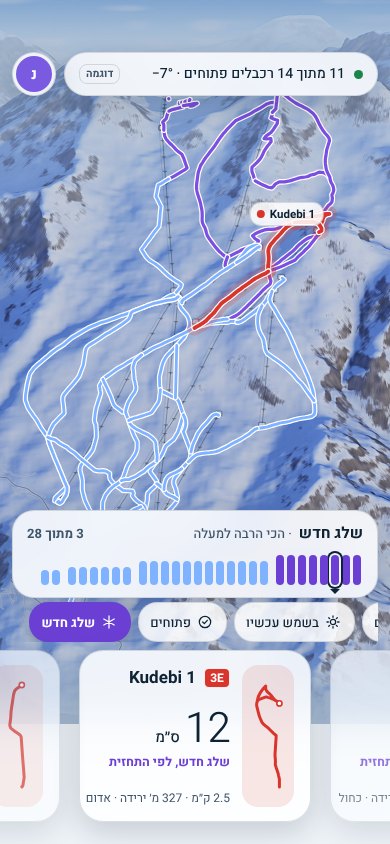 נ
11 מתוך 14 רכבלים פתוחים · 7°−
דוגמה
Kudebi 1
שלג חדש · הכי הרבה למעלה
3 מתוך 28
בשמש עכשיו
פתוחים
שלג חדש
3E Kudebi 1
12 ס״מ
שלג חדש, לפי התחזית
2.5 ק״מ · 327 מ' ירידה · אדום
תחזית
ירידה · כחול